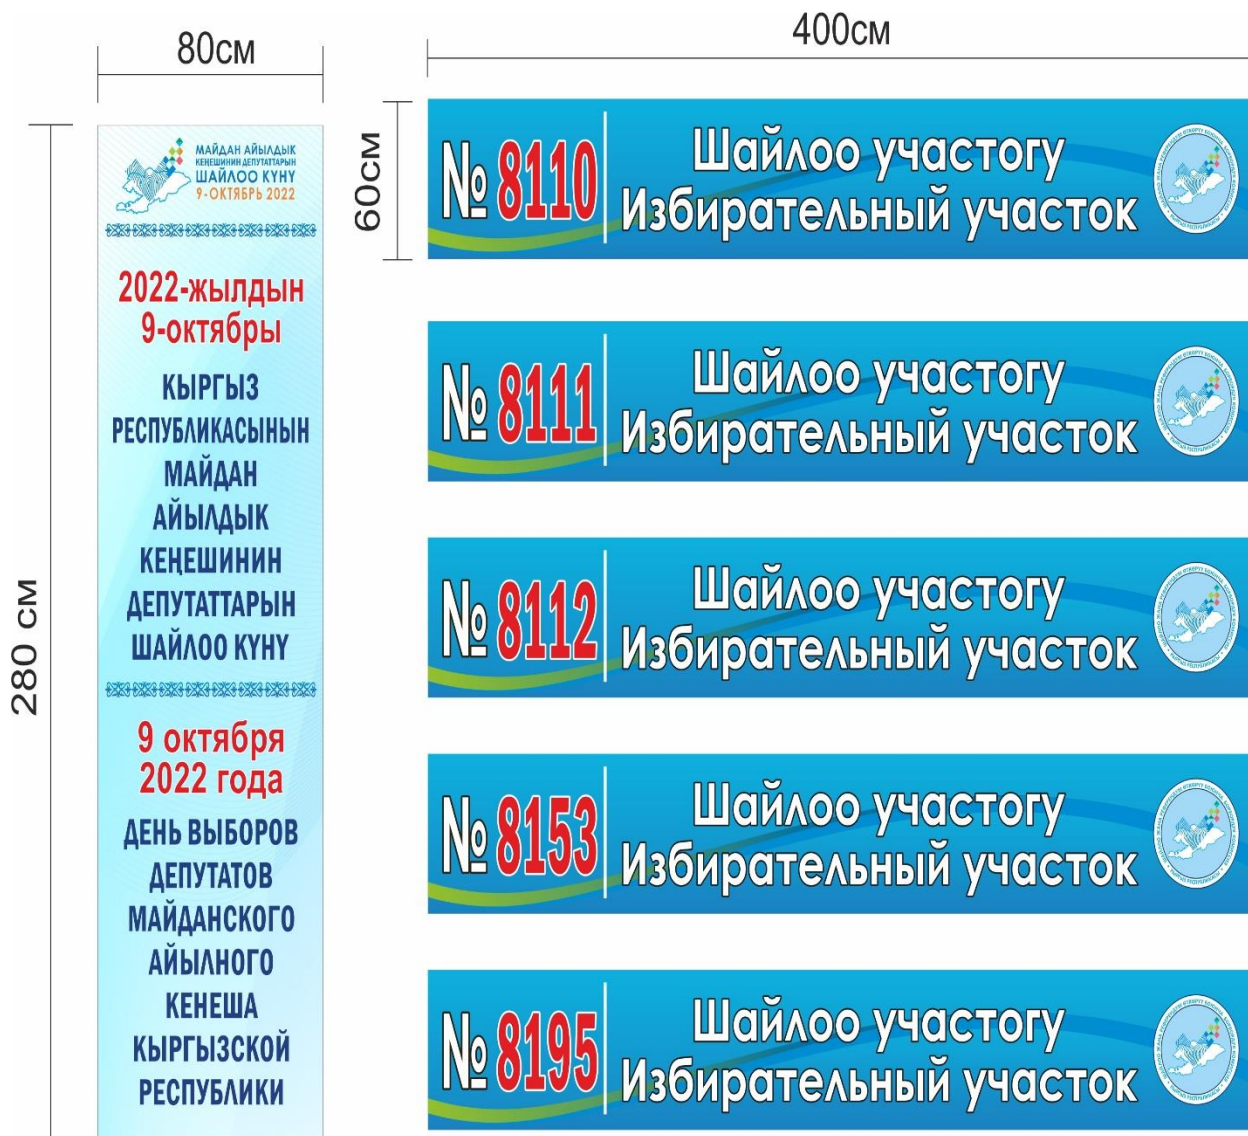 80см
400см
280 см
МАЙДАН АЙЫЛДЫК
КЕҢЕШИНИН ДЕПУТАТТАРЫН
ШАЙЛОО КҮНҮ
9-ОКТЯБРЬ 2022
2022-жылдын
9-октябры
КЫРГЫЗ
РЕСПУБЛИКАСЫНЫН
МАЙДАН
АЙЫЛДЫК
КЕҢЕШИНИН
ДЕПУТАТТАРЫН
ШАЙЛОО КҮНҮ
9 октября
2022 года
ДЕНЬ ВЫБОРОВ
ДЕПУТАТОВ
МАЙДАНСКОГО
АЙЫЛНОГО
КЕНЕША
КЫРГЫЗСКОЙ
РЕСПУБЛИКИ
60см
№ 8110
Шайлоо участогу
Избирательный участок
№ 8111
Шайлоо участогу
Избирательный участок
№ 8112
Шайлоо участогу
Избирательный участок
№ 8153
Шайлоо участогу
Избирательный участок
№ 8195
Шайлоо участогу
Избирательный участок